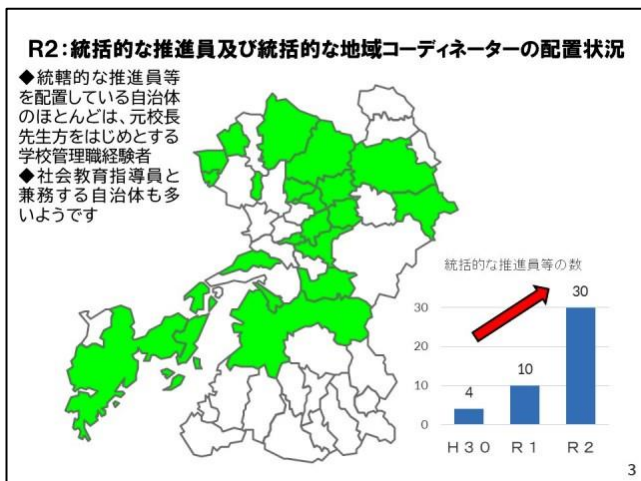 R2:統括的な推進員及び統括的な地域コーディネーターの配置状況
◆統轄的な推進員等
を配置している自治体
のほとんどは、元校長
先生方をはじめとする
学校管理職経験者
◆社会教育指導員と
兼務する自治体も多
いようです
統括的な推進員等の数
30
30
20
10
10
4
0
H30 R1 R2
3